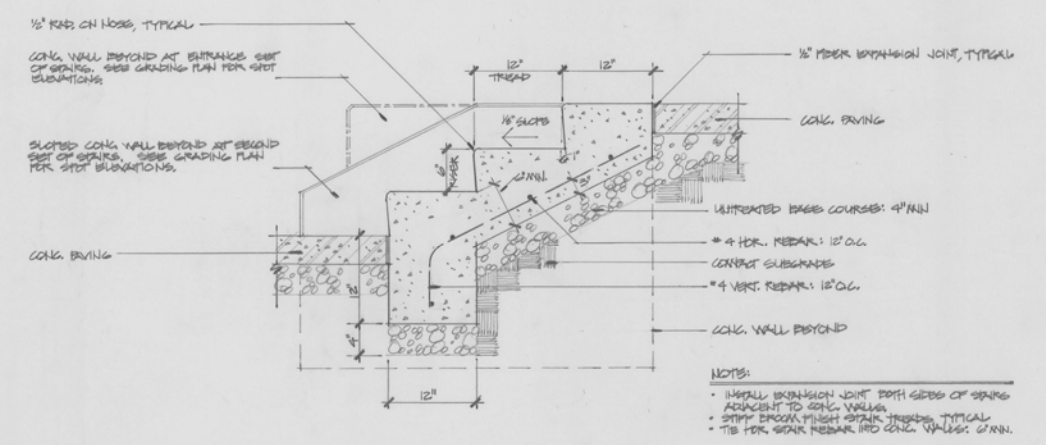 ½" RAD. ON NOSE, TYPICAL
CONC. WALL BEYOND AT ENTRANCE SET
OF STAIRS. SEE GRADING PLAN FOR SPOT
ELEVATIONS.
SLOPED CONC. WALL BEYOND AT SECOND
SET OF STAIRS. SEE GRADING PLAN
FOR SPOT ELEVATIONS.
CONC. PAVING
12"
TREAD
12"
⅛" SLOPE
6"
RISER
1"
6" MIN.
3"
12"
4"
12"
½" FIBER EXPANSION JOINT, TYPICAL
CONC. PAVING
UNTREATED BASE COURSE: 4" MIN
#4 HOR. REBAR: 12" O.C.
COMPACT SUBGRADE
#4 VERT. REBAR: 12" O.C.
CONC. WALL BEYOND
NOTE:
• INSTALL EXPANSION JOINT BOTH SIDES OF STAIRS
ADJACENT TO CONC. WALLS.
• STIFF BROOM FINISH STAIR TREADS, TYPICAL
• TIE HOR. STAIR REBAR INTO CONC. WALLS: 6" MIN.